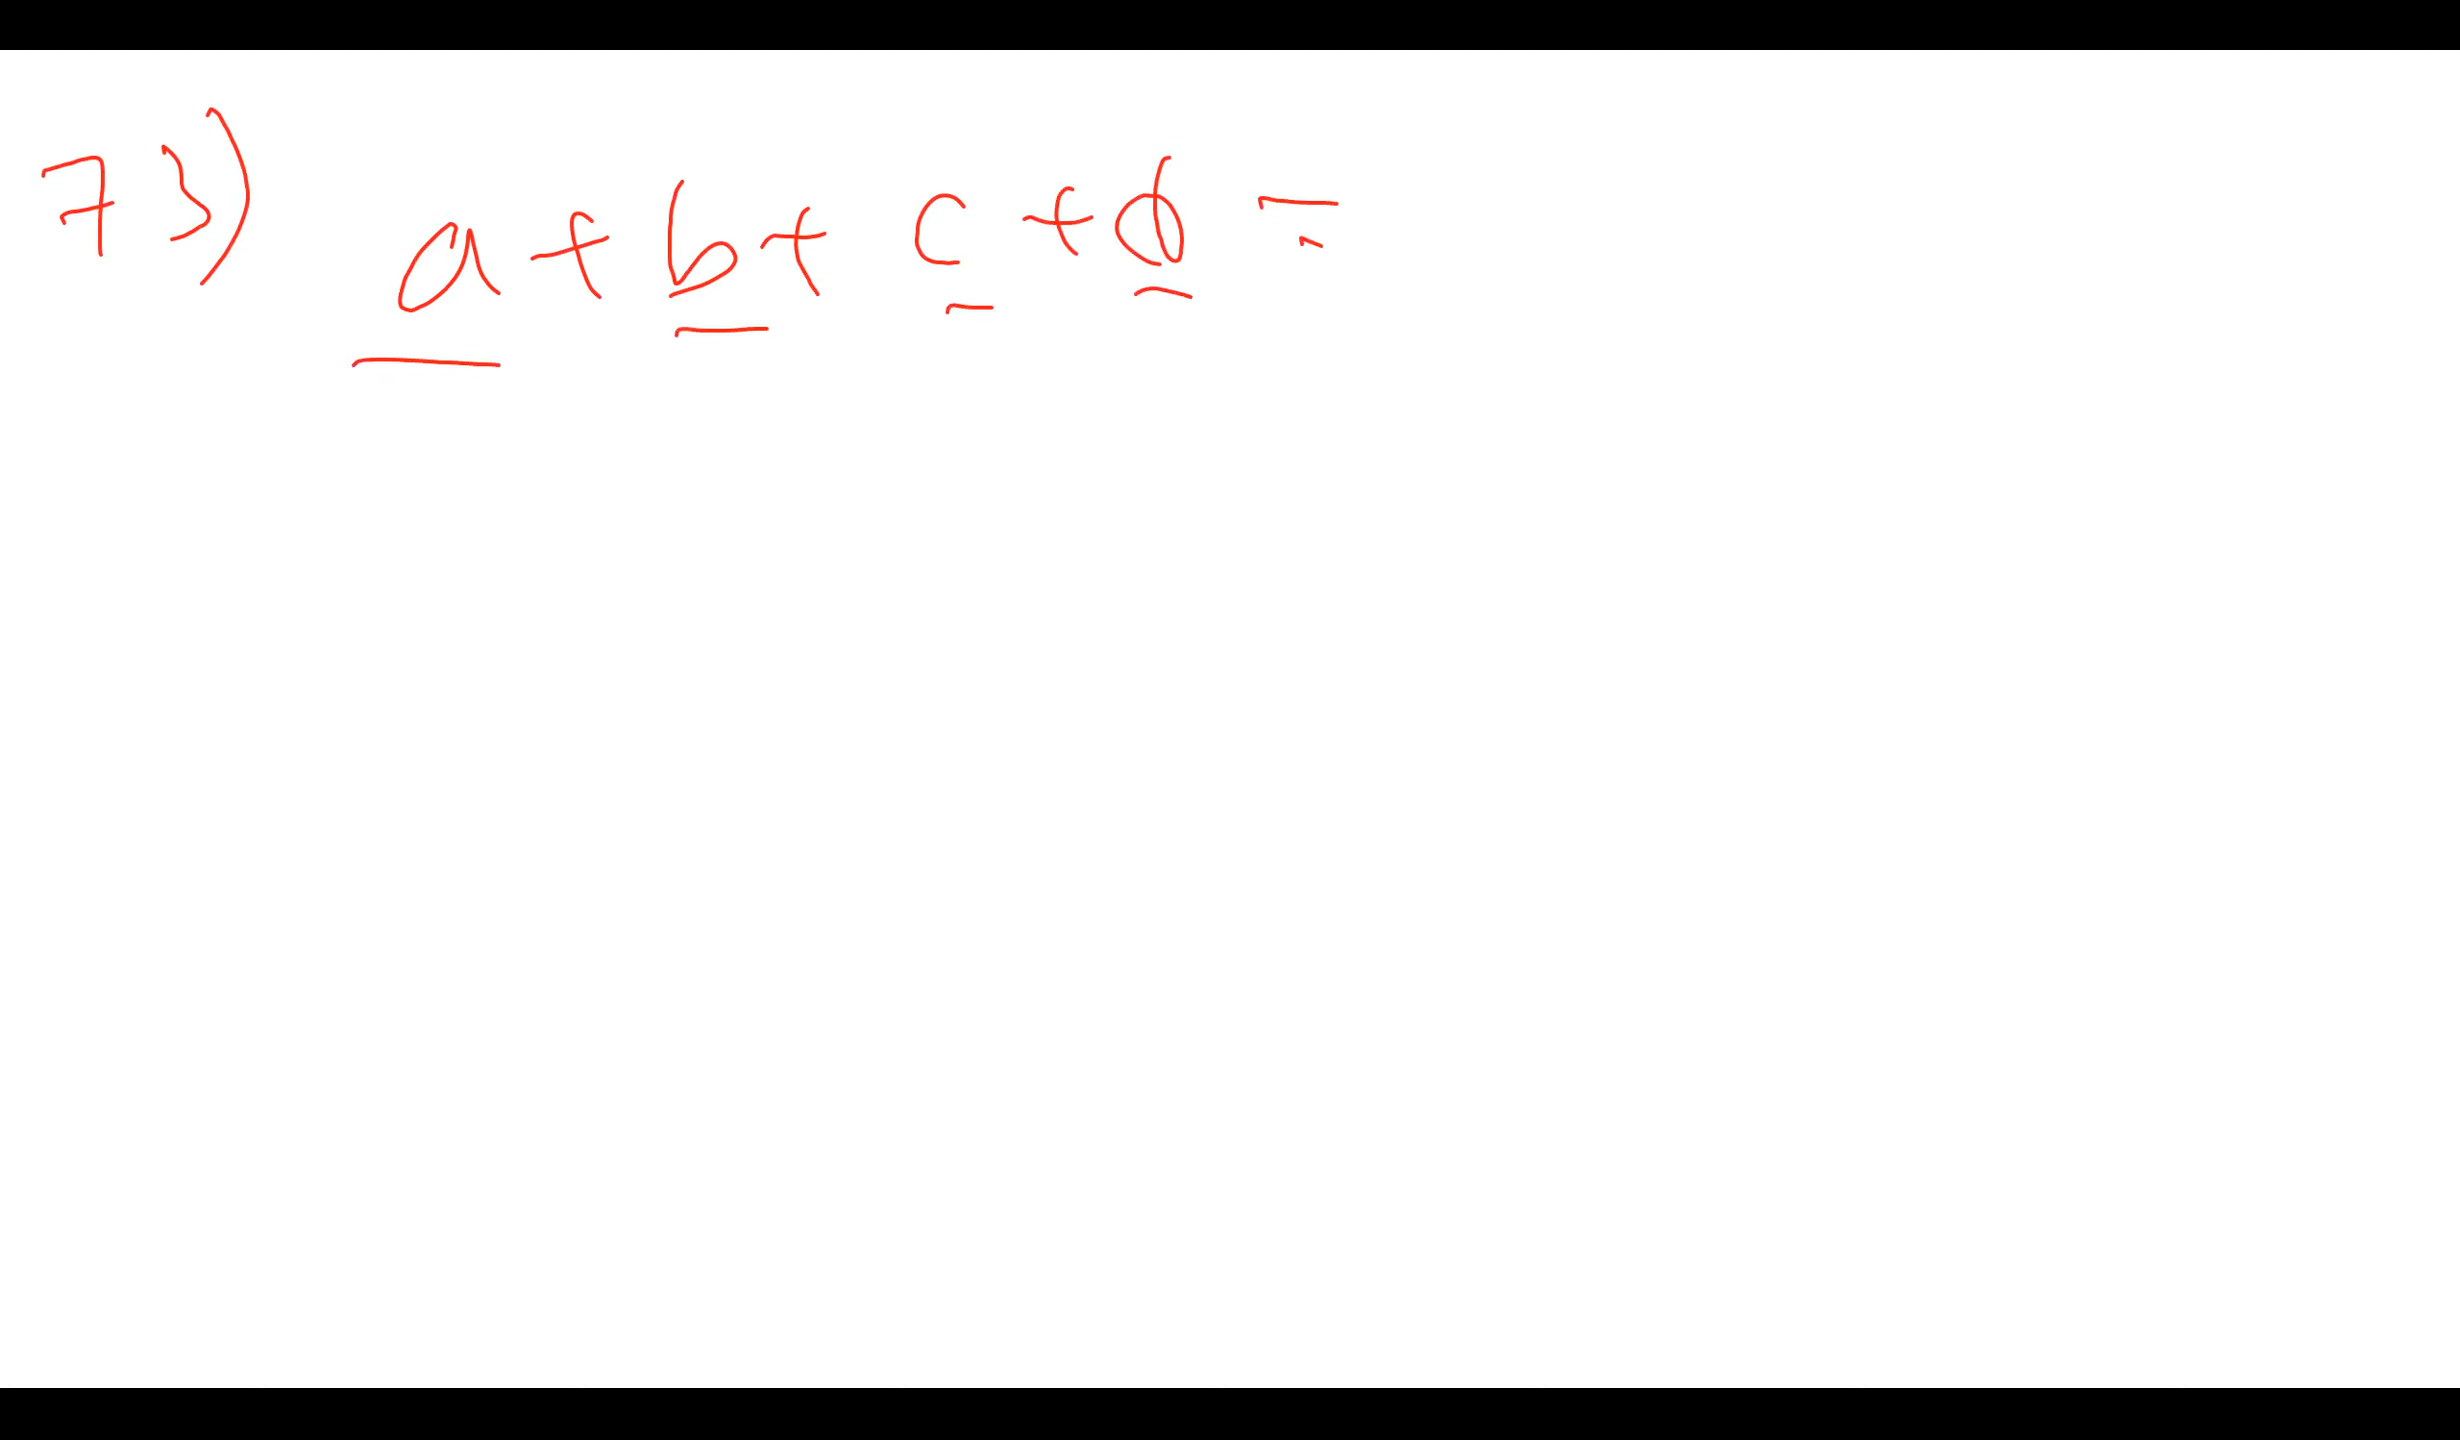 73) a + b + c + d =